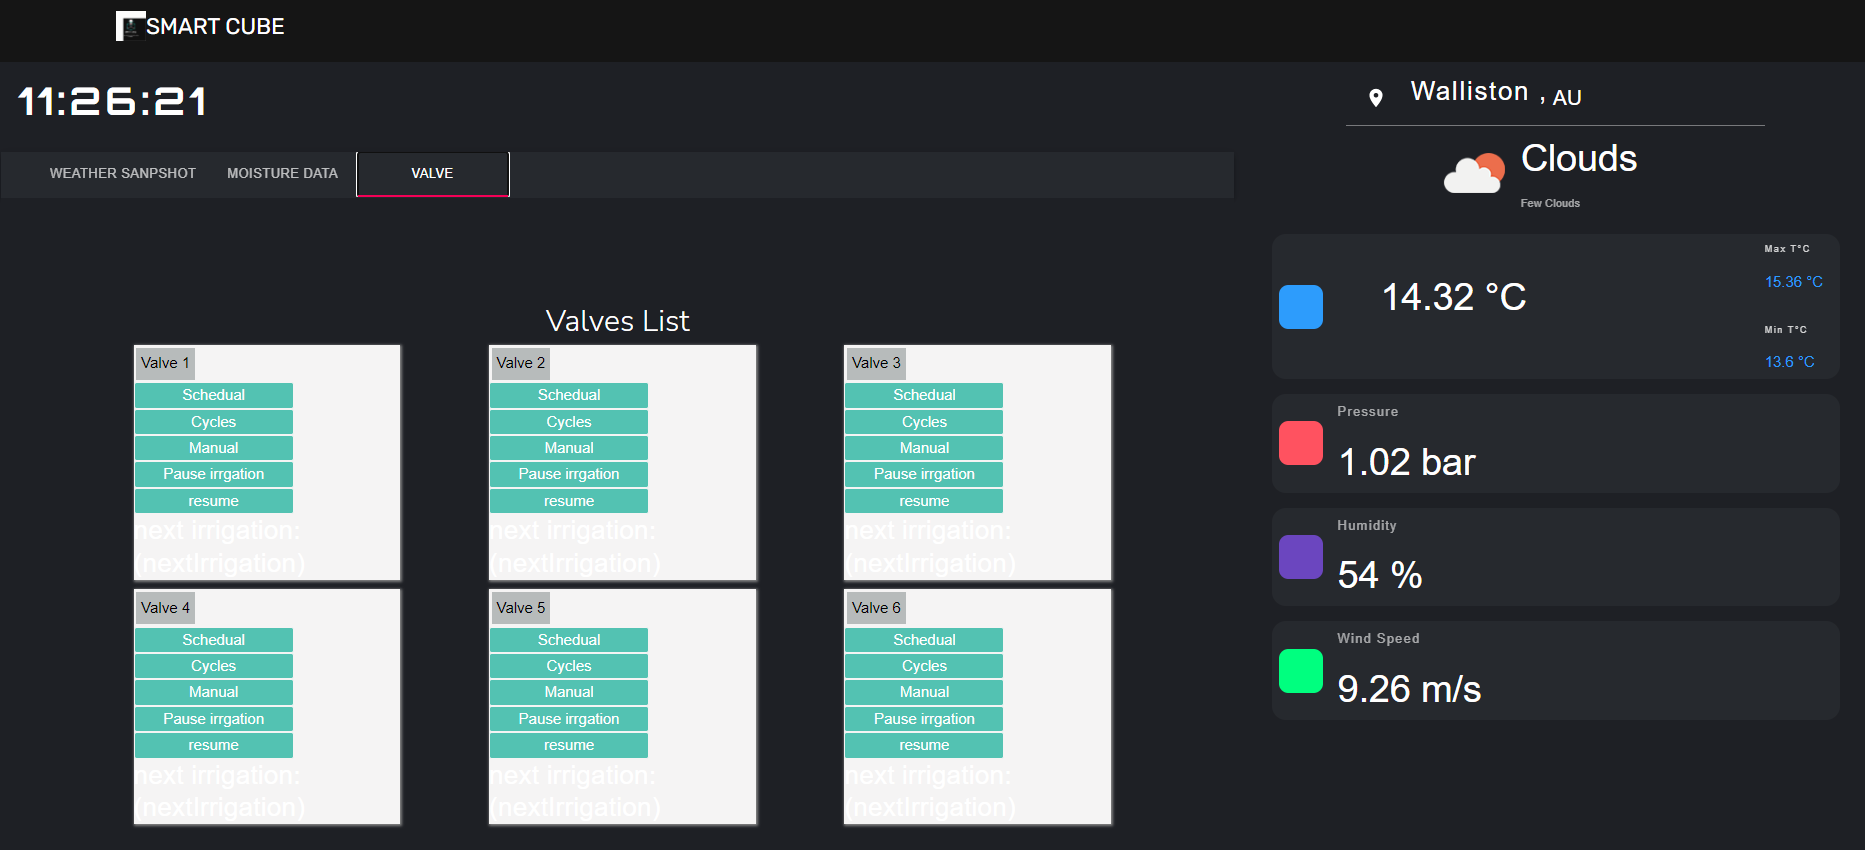 SMART CUBE
11:26:21
WEATHER SANPSHOT MOISTURE DATA VALVE
Valves List
Valve 1
Schedual
Cycles
Manual
Pause irrgation
resume
next irrigation:
(nextIrrigation)
Valve 2
Schedual
Cycles
Manual
Pause irrgation
resume
next irrigation:
(nextIrrigation)
Valve 3
Schedual
Cycles
Manual
Pause irrgation
resume
next irrigation:
(nextIrrigation)
Valve 4
Schedual
Cycles
Manual
Pause irrgation
resume
next irrigation:
(nextIrrigation)
Valve 5
Schedual
Cycles
Manual
Pause irrgation
resume
next irrigation:
(nextIrrigation)
Valve 6
Schedual
Cycles
Manual
Pause irrgation
resume
next irrigation:
(nextIrrigation)
Walliston , AU
Clouds
Few Clouds
14.32 °C
Max T°C
15.36 °C
Min T°C
13.6 °C
Pressure
1.02 bar
Humidity
54 %
Wind Speed
9.26 m/s